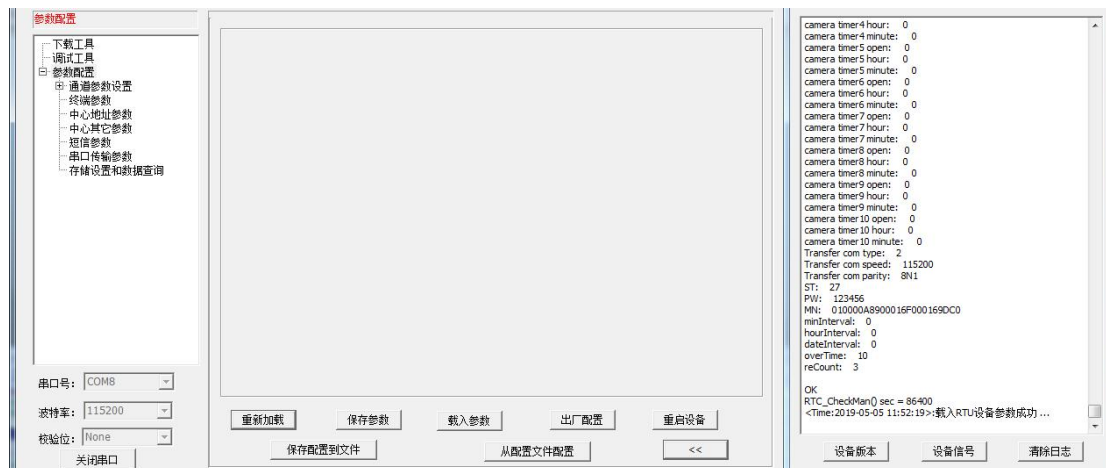 参数配置
下载工具
调试工具
参数配置
通道参数设置
终端参数
中心地址参数
中心其它参数
短信参数
串口传输参数
存储设置和数据查询
串口号: COM8
波特率: 115200
校验位: None
关闭串口
重新加载 保存参数 载入参数 出厂配置 重启设备
保存配置到文件 从配置文件配置 <<
camera timer4 hour: 0
camera timer4 minute: 0
camera timer5 open: 0
camera timer5 hour: 0
camera timer5 minute: 0
camera timer6 open: 0
camera timer6 hour: 0
camera timer6 minute: 0
camera timer7 open: 0
camera timer7 hour: 0
camera timer7 minute: 0
camera timer8 open: 0
camera timer8 hour: 0
camera timer8 minute: 0
camera timer9 open: 0
camera timer9 hour: 0
camera timer9 minute: 0
camera timer10 open: 0
camera timer10 hour: 0
camera timer10 minute: 0
Transfer com type: 2
Transfer com speed: 115200
Transfer com parity: 8N1
ST: 27
PW: 123456
MN: 010000A8900016F000169DC0
minInterval: 0
hourInterval: 0
dateInterval: 0
overTime: 10
reCount: 3
OK
RTC_CheckMan() sec = 86400
<Time:2019-05-05 11:52:19>:载入RTU设备参数成功 ...
设备版本 设备信号 清除日志